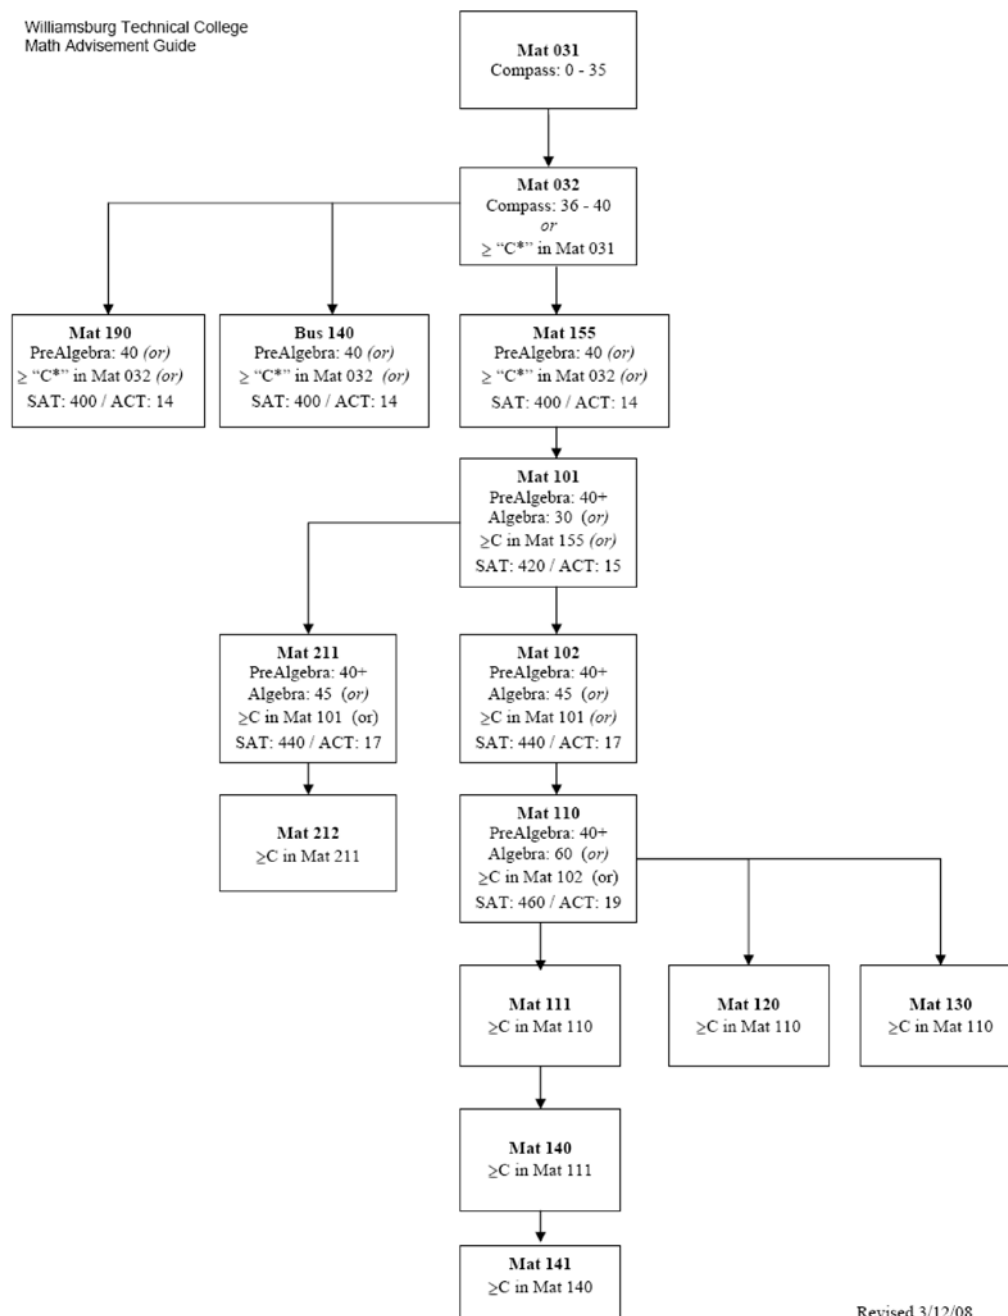 Williamsburg Technical College
Math Advisement Guide
Mat 031
Compass: 0 - 35
Mat 032
Compass: 36 - 40
or
≥ “C*” in Mat 031
Mat 190
PreAlgebra: 40 (or)
≥ “C*” in Mat 032 (or)
SAT: 400 / ACT: 14
Bus 140
PreAlgebra: 40 (or)
≥ “C*” in Mat 032 (or)
SAT: 400 / ACT: 14
Mat 155
PreAlgebra: 40 (or)
≥ “C*” in Mat 032 (or)
SAT: 400 / ACT: 14
Mat 101
PreAlgebra: 40+
Algebra: 30 (or)
≥C in Mat 155 (or)
SAT: 420 / ACT: 15
Mat 211
PreAlgebra: 40+
Algebra: 45 (or)
≥C in Mat 101 (or)
SAT: 440 / ACT: 17
Mat 102
PreAlgebra: 40+
Algebra: 45 (or)
≥C in Mat 101 (or)
SAT: 440 / ACT: 17
Mat 212
≥C in Mat 211
Mat 110
PreAlgebra: 40+
Algebra: 60 (or)
≥C in Mat 102 (or)
SAT: 460 / ACT: 19
Mat 111
≥C in Mat 110
Mat 120
≥C in Mat 110
Mat 130
≥C in Mat 110
Mat 140
≥C in Mat 111
Mat 141
≥C in Mat 140
Revised 3/12/08